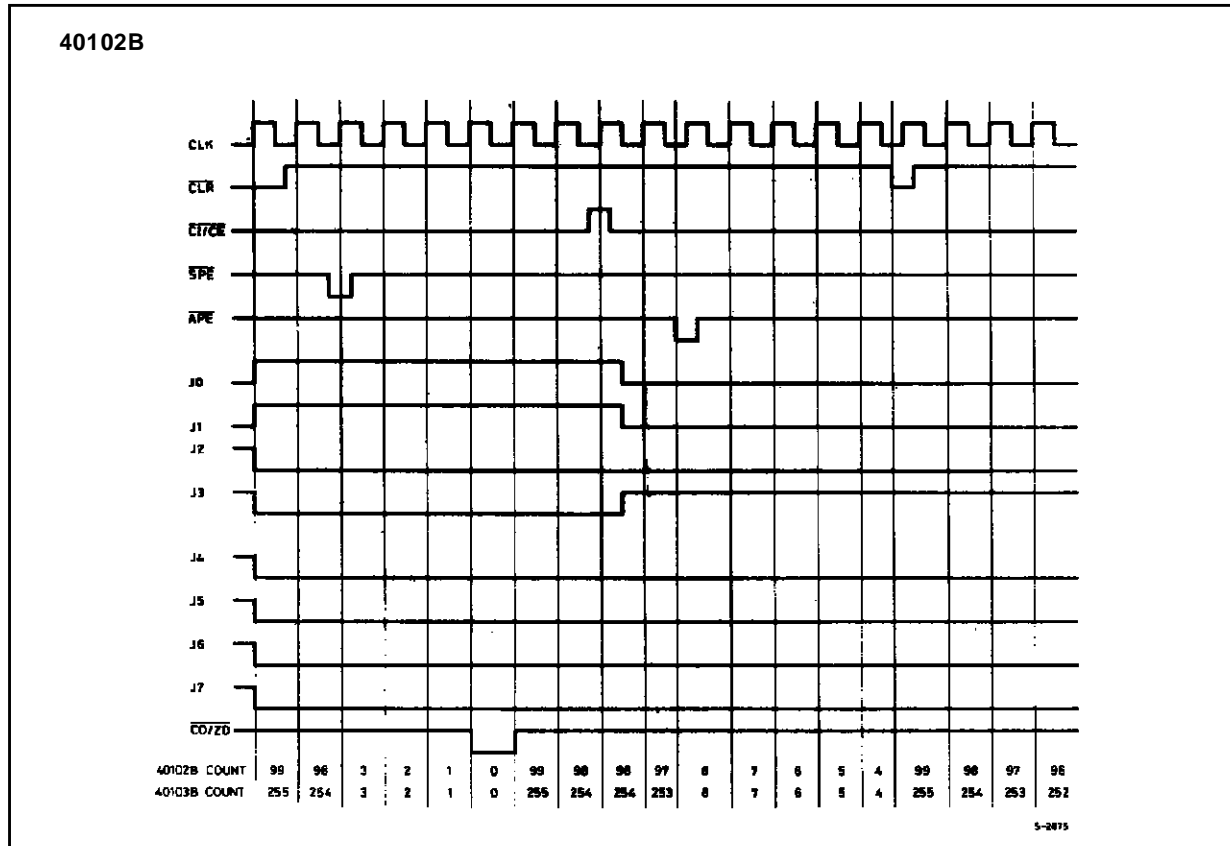 40102B
CLK
CLR
CI/CE
SPE
APE
J0
J1
J2
J3
J4
J5
J6
J7
CO/ZD
40102B COUNT 99 98 3 2 1 0 99 98 98 97 8 7 6 5 4 99 98 97 96
40103B COUNT 255 254 3 2 1 0 255 254 254 253 8 7 6 5 4 255 254 253 252
S-2875